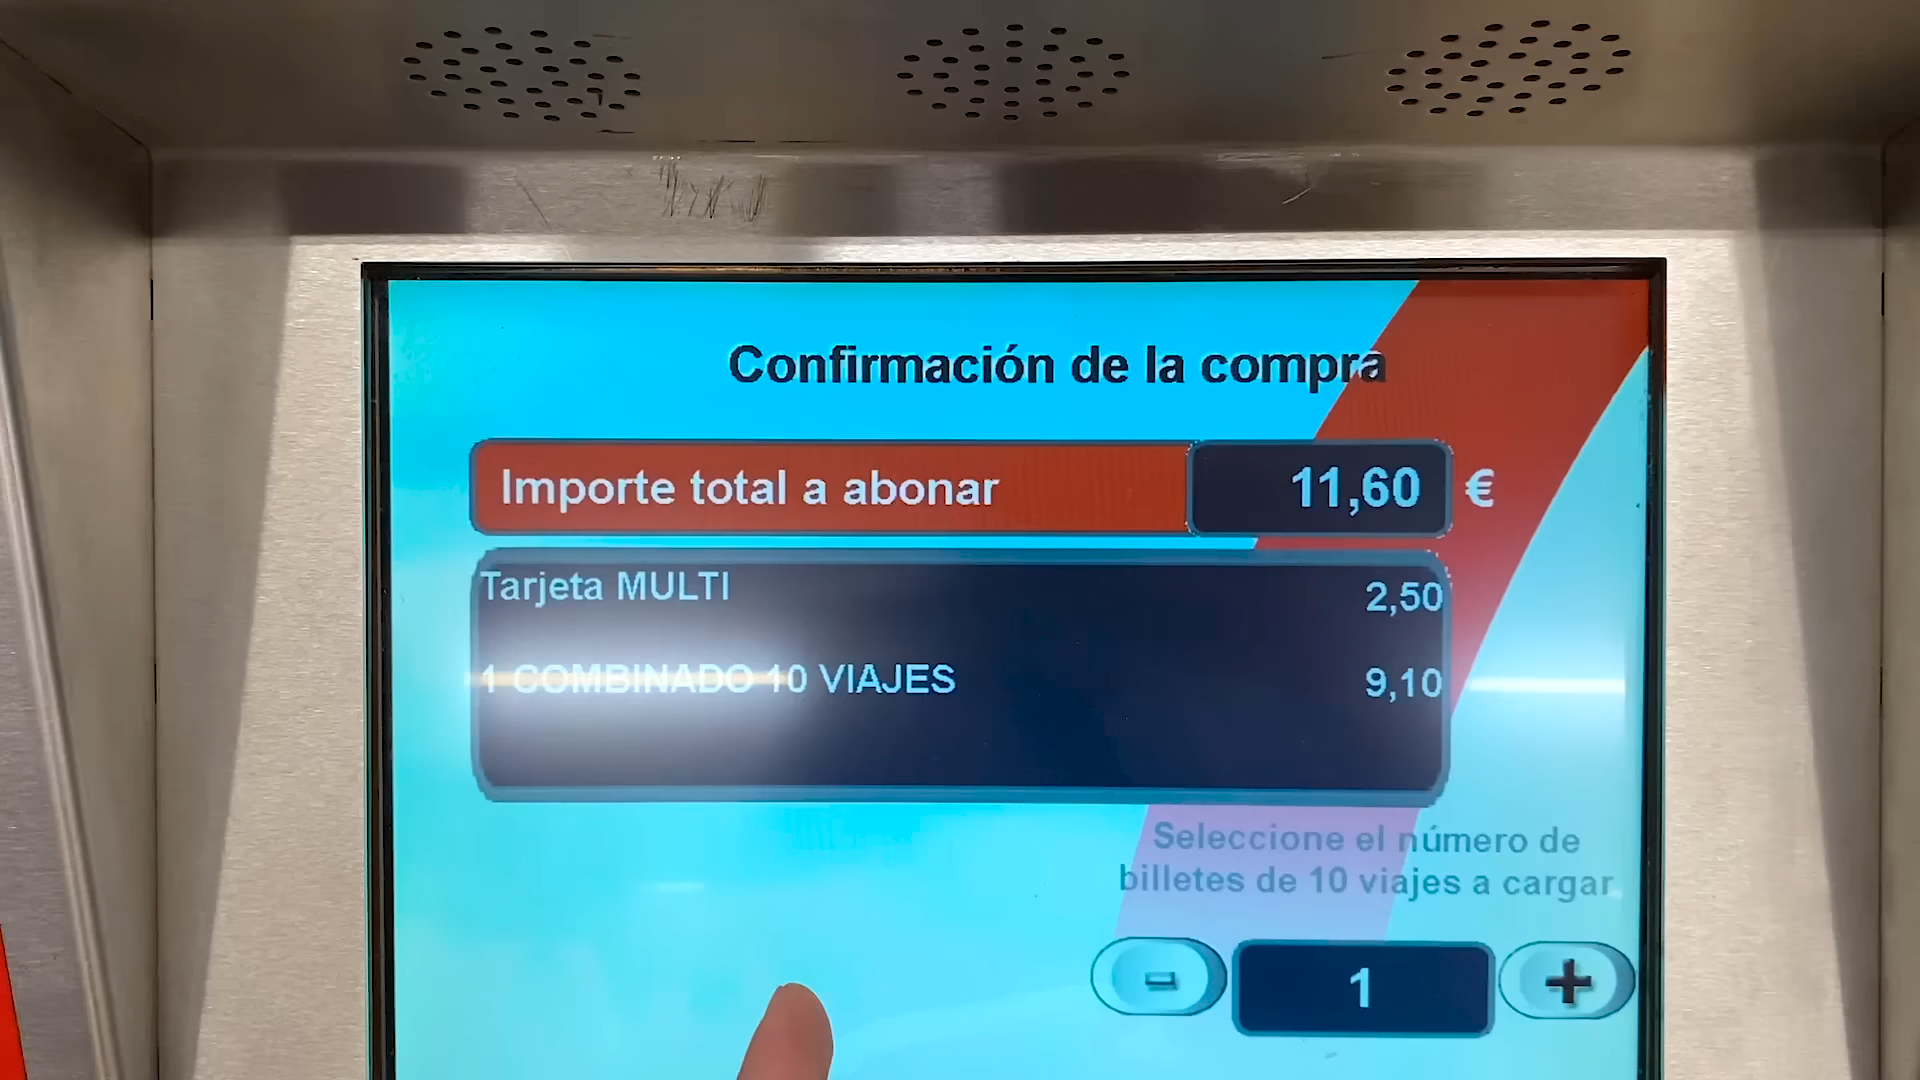 Confirmación de la compra
Importe total a abonar 11,60 €
Tarjeta MULTI 2,50
1 COMBINADO 10 VIAJES 9,10
Seleccione el número de
billetes de 10 viajes a cargar
- 1 +